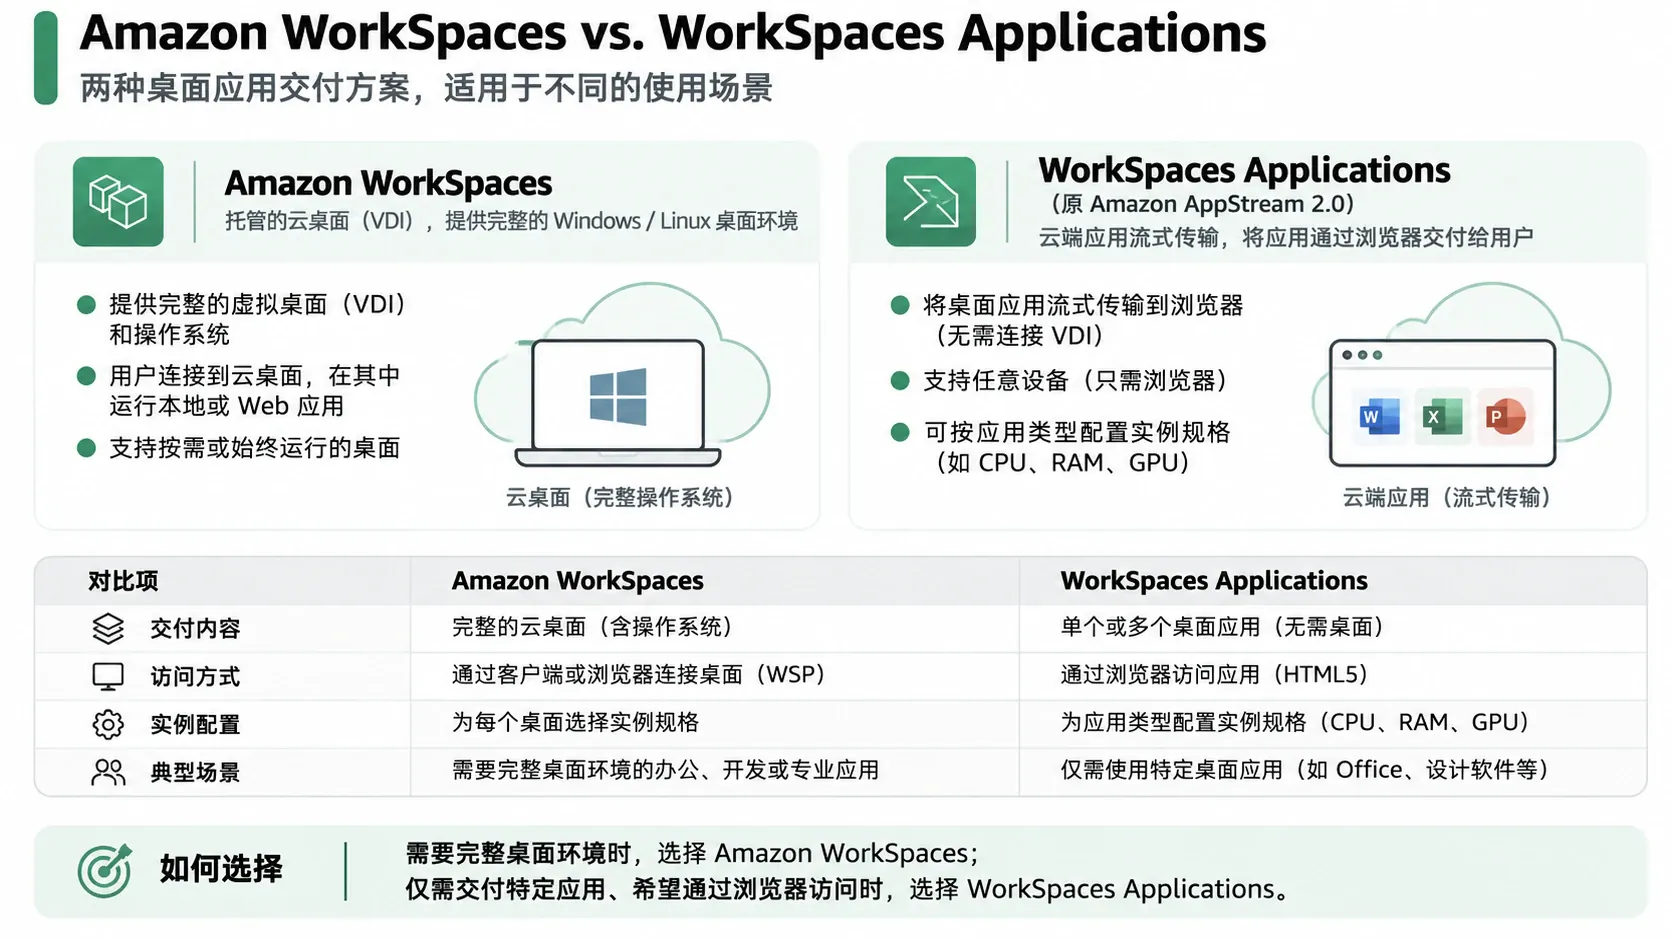 Amazon WorkSpaces vs. WorkSpaces Applications
两种桌面应用交付方案，适用于不同的使用场景
Amazon WorkSpaces
托管的云桌面（VDI），提供完整的 Windows / Linux 桌面环境
提供完整的虚拟桌面（VDI）
和操作系统
用户连接到云桌面，在其中
运行本地或 Web 应用
支持按需或始终运行的桌面
云桌面（完整操作系统）
WorkSpaces Applications
（原 Amazon AppStream 2.0）
云端应用流式传输，将应用通过浏览器交付给用户
将桌面应用流式传输到浏览器
（无需连接 VDI）
支持任意设备（只需浏览器）
可按应用类型配置实例规格
（如 CPU、RAM、GPU）
W X P
云端应用（流式传输）
对比项 Amazon WorkSpaces WorkSpaces Applications
交付内容 完整的云桌面（含操作系统） 单个或多个桌面应用（无需桌面）
访问方式 通过客户端或浏览器连接桌面（WSP） 通过浏览器访问应用（HTML5）
实例配置 为每个桌面选择实例规格 为应用类型配置实例规格（CPU、RAM、GPU）
典型场景 需要完整桌面环境的办公、开发或专业应用 仅需使用特定桌面应用（如 Office、设计软件等）
如何选择
需要完整桌面环境时，选择 Amazon WorkSpaces；
仅需交付特定应用、希望通过浏览器访问时，选择 WorkSpaces Applications。